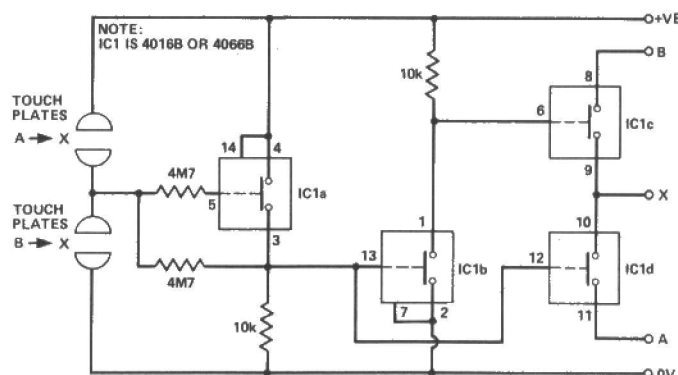 NOTE:
IC1 IS 4016B OR 4066B
+VE
B
10k
8
TOUCH
PLATES
A → X
6
IC1c
14
4
4M7
9
5
IC1a
X
TOUCH
PLATES
B → X
3
1
10
4M7
13
IC1b
12
IC1d
7
2
11
10k
A
0V